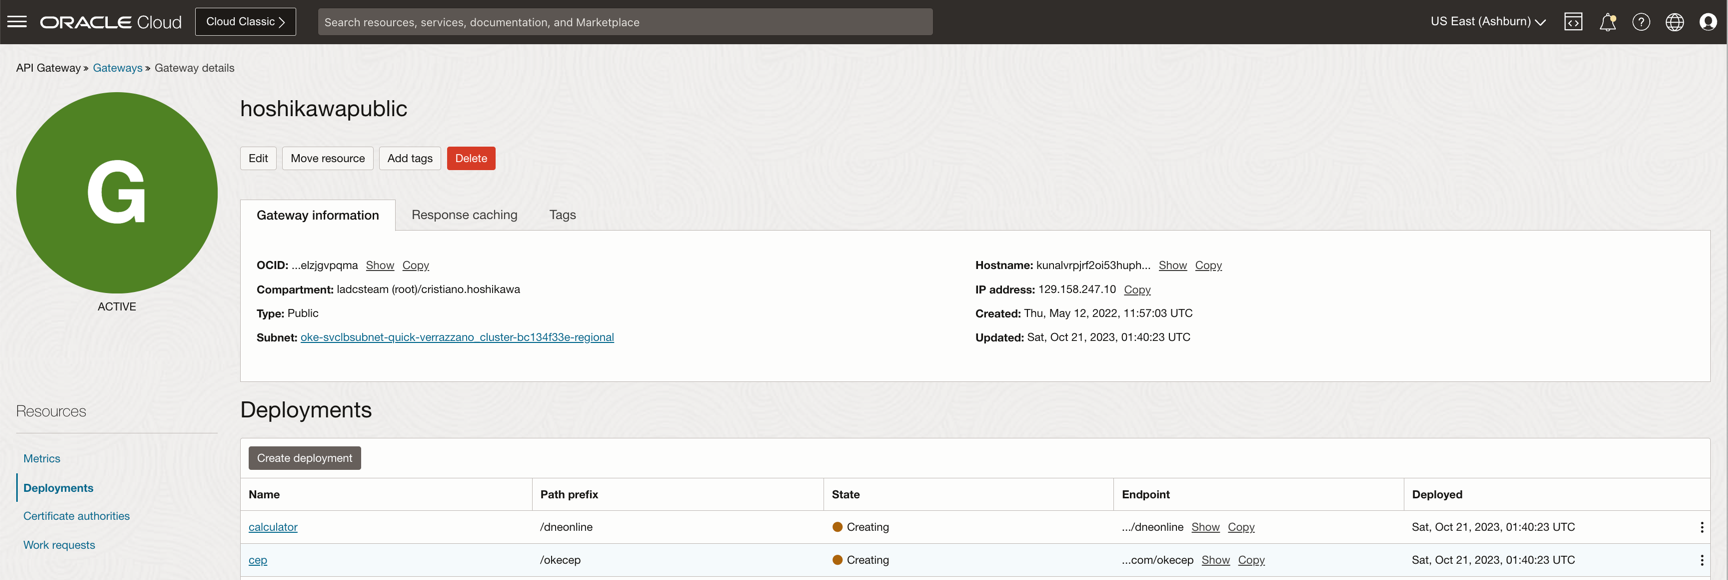 ORACLE Cloud
Cloud Classic
Search resources, services, documentation, and Marketplace
US East (Ashburn)
API Gateway » Gateways » Gateway details
G
ACTIVE
hoshikawapublic
Edit Move resource Add tags Delete
Gateway information Response caching Tags
OCID: ...elzjgvpqma Show Copy
Compartment: ladcsteam (root)/cristiano.hoshikawa
Type: Public
Subnet: oke-svclbsubnet-quick-verrazzano_cluster-bc134f33e-regional
Hostname: kunalvrpjrf2oi53huph... Show Copy
IP address: 129.158.247.10 Copy
Created: Thu, May 12, 2022, 11:57:03 UTC
Updated: Sat, Oct 21, 2023, 01:40:23 UTC
Resources
Metrics
Deployments
Certificate authorities
Work requests
Deployments
Create deployment
Name Path prefix State Endpoint Deployed
calculator /dneonline Creating .../dneonline Show Copy Sat, Oct 21, 2023, 01:40:23 UTC
cep /okecep Creating ...com/okecep Show Copy Sat, Oct 21, 2023, 01:40:23 UTC